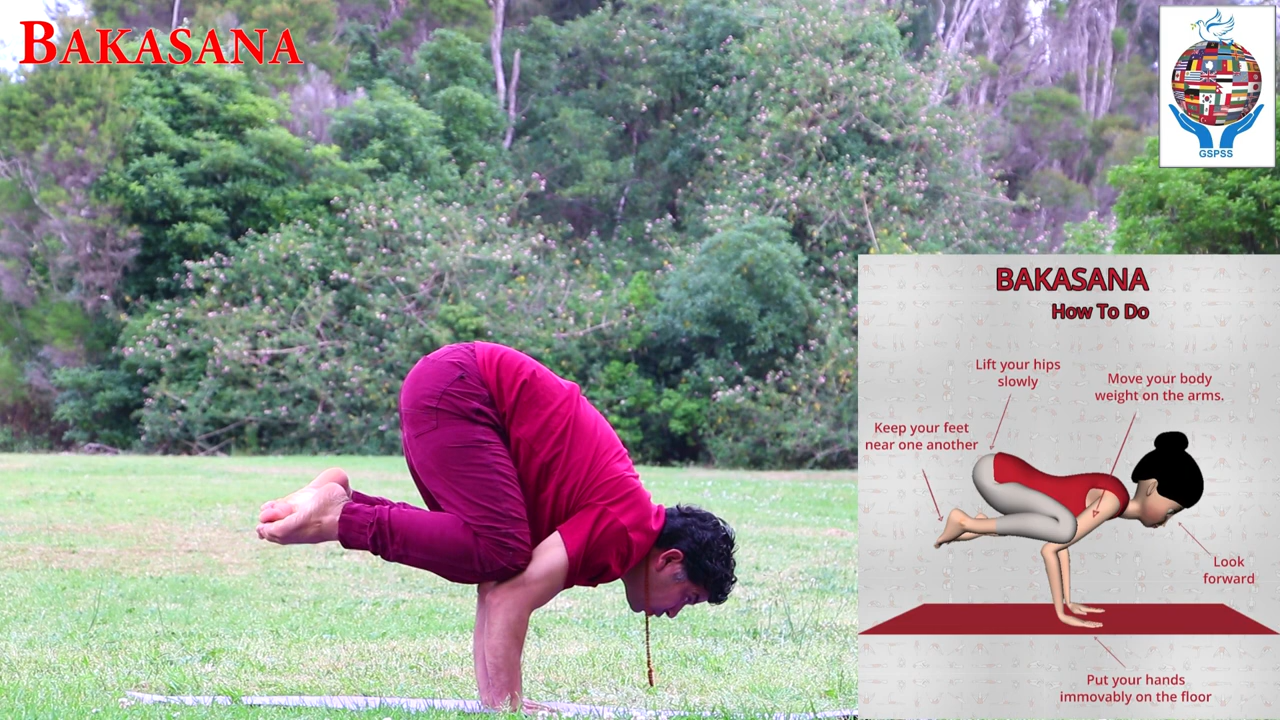 BAKASANA
GSPSS
BAKASANA
How To Do
Lift your hips
slowly
Move your body
weight on the arms.
Keep your feet
near one another
Look
forward
Put your hands
immovably on the floor